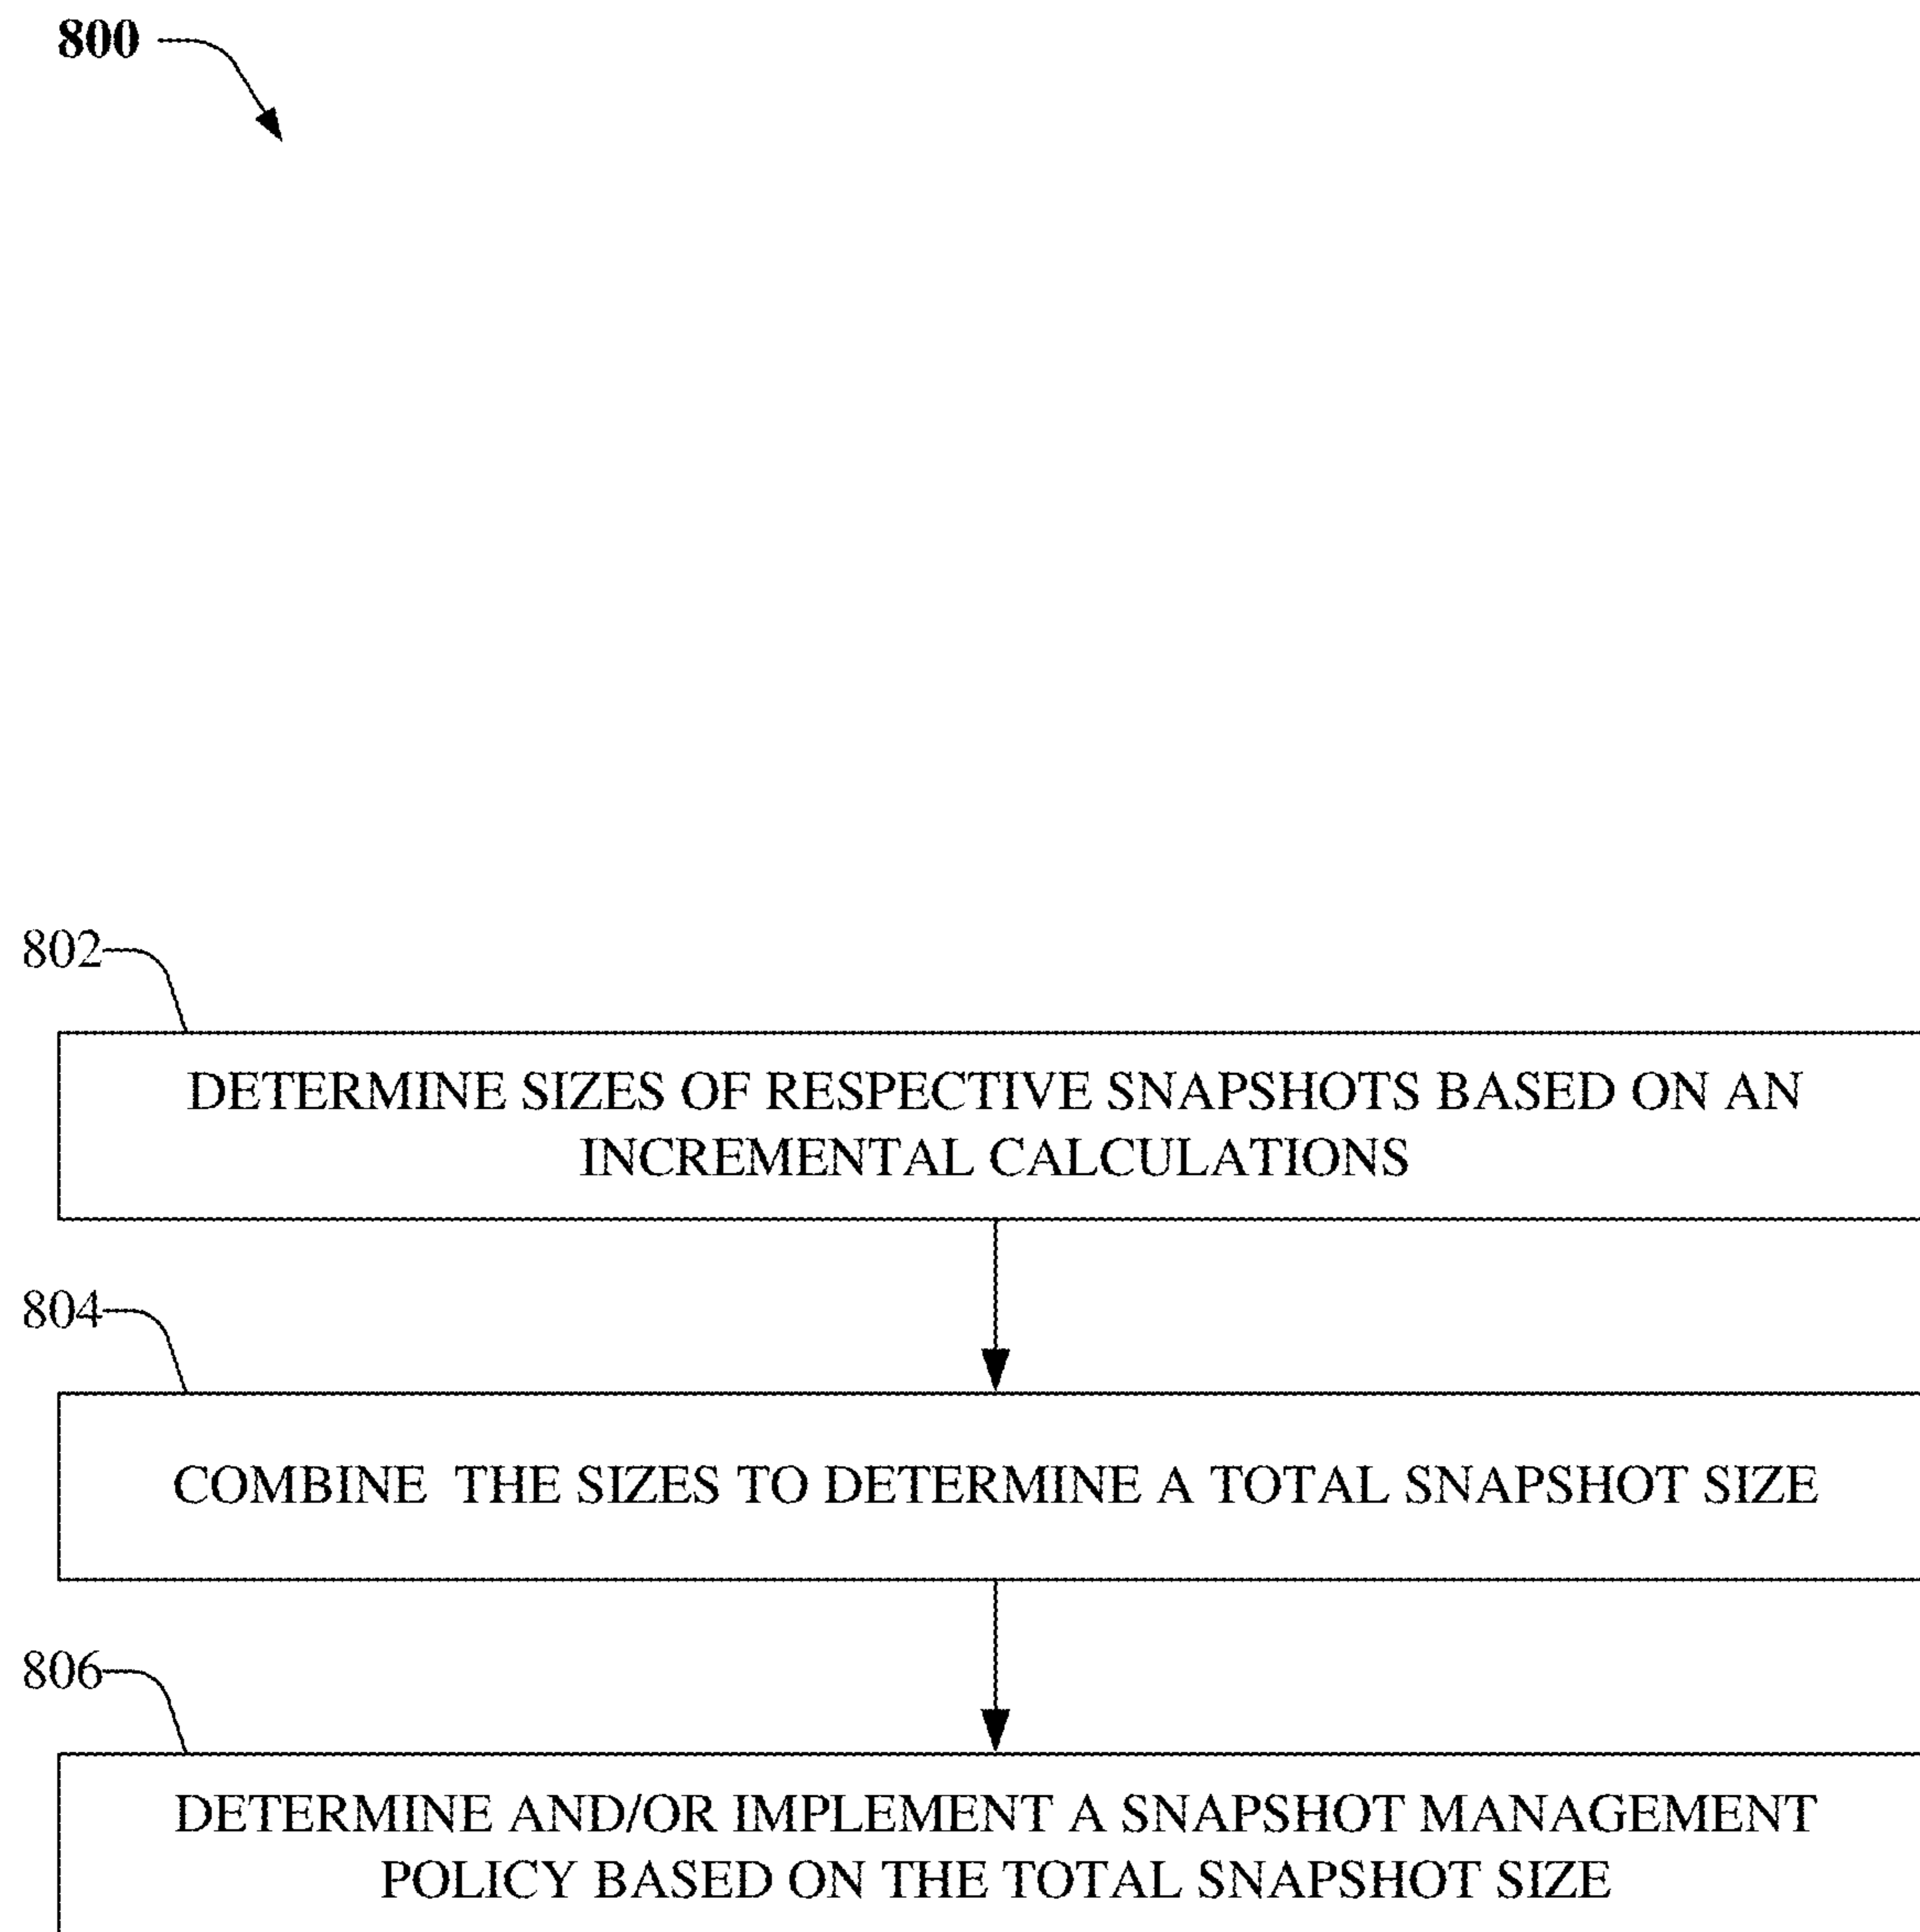 800
802
DETERMINE SIZES OF RESPECTIVE SNAPSHOTS BASED ON AN
INCREMENTAL CALCULATIONS
804
COMBINE THE SIZES TO DETERMINE A TOTAL SNAPSHOT SIZE
806
DETERMINE AND/OR IMPLEMENT A SNAPSHOT MANAGEMENT
POLICY BASED ON THE TOTAL SNAPSHOT SIZE